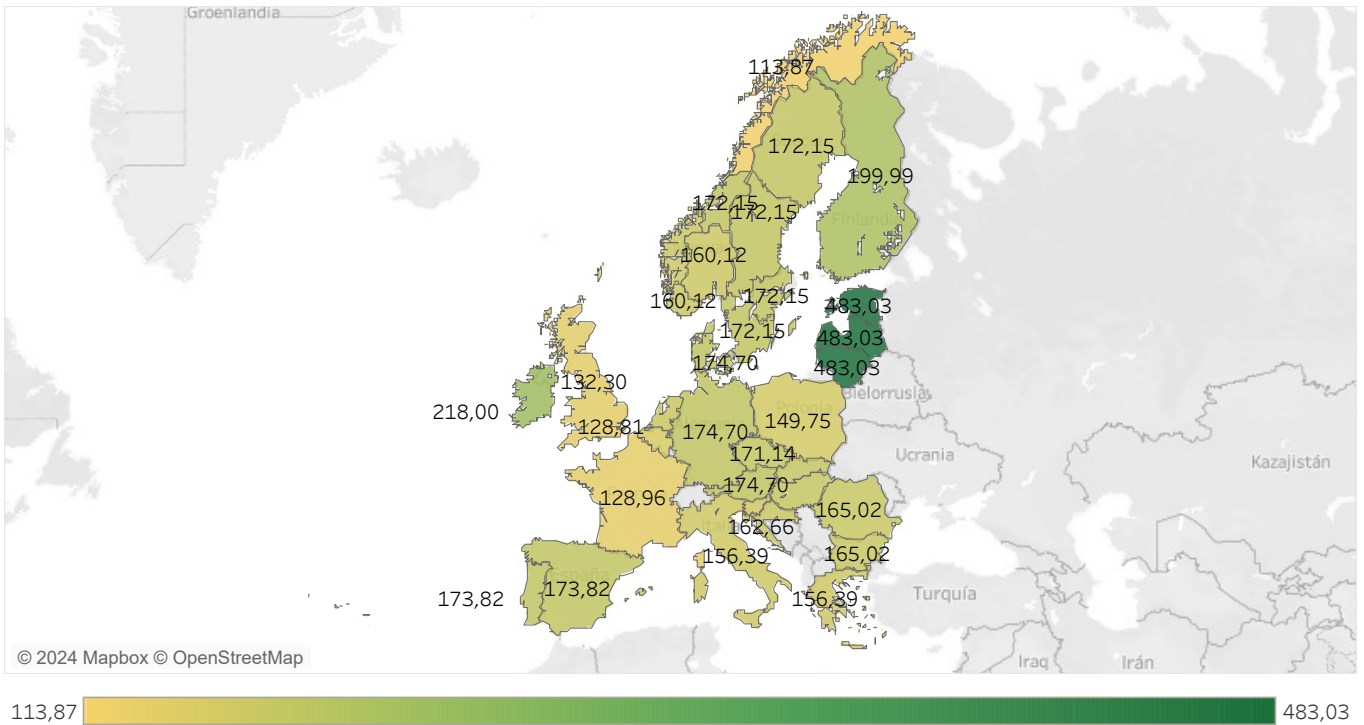 Groenlandia
113,87
172,15
199,99
172,15
172,15
Finlandia
160,12
160,12
172,15
483,03
172,15
483,03
174,70
483,03
132,30
Bielorrusia
218,00
Polonia
149,75
128,81
174,70
171,14
Ucrania
Kazajistán
174,70
128,96
165,02
Italia
162,66
156,39
165,02
España
173,82
173,82
156,39
Turquía
© 2024 Mapbox © OpenStreetMap
Iraq
Irán
113,87
483,03